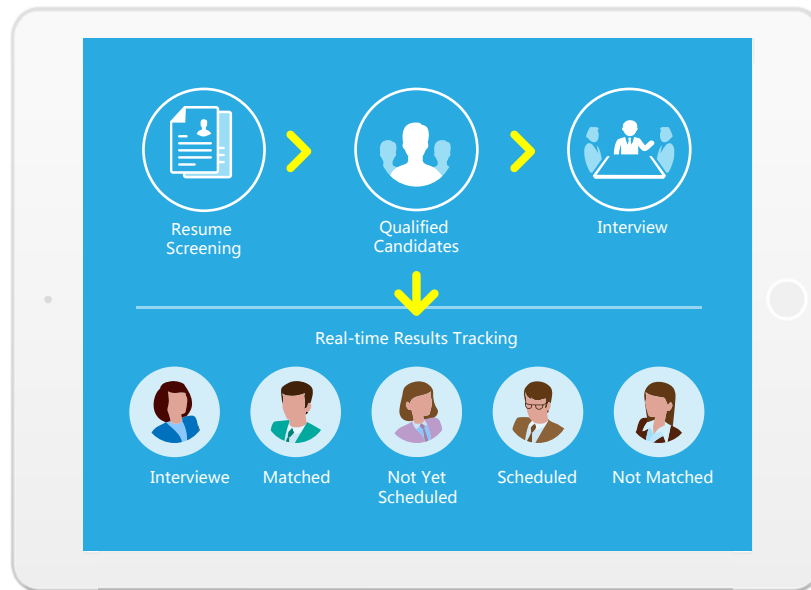 Resume
Screening
Qualified
Candidates
Interview
Real-time Results Tracking
Interviewe
Matched
Not Yet
Scheduled
Scheduled
Not Matched